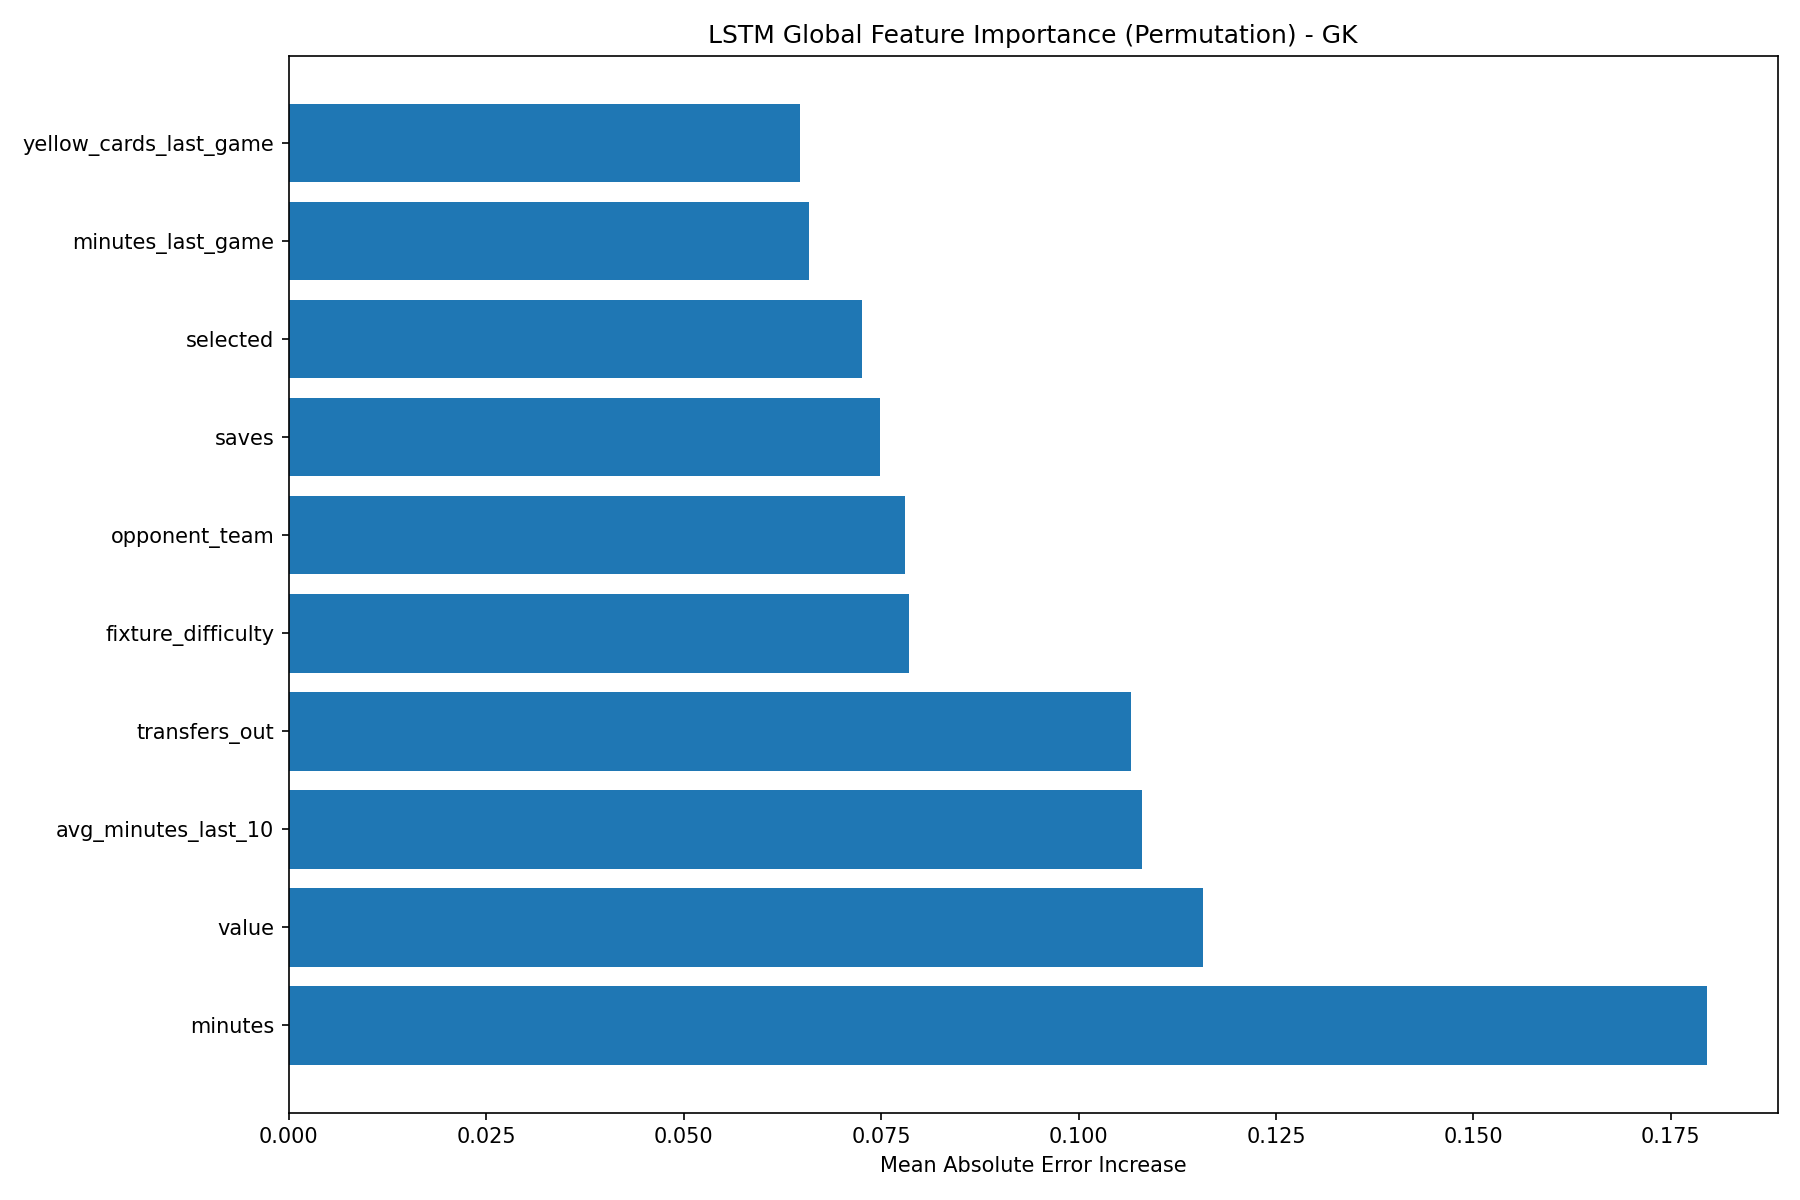 LSTM Global Feature Importance (Permutation) - GK
yellow_cards_last_game
minutes_last_game
selected
saves
opponent_team
fixture_difficulty
transfers_out
avg_minutes_last_10
value
minutes
0.000 0.025 0.050 0.075 0.100 0.125 0.150 0.175
Mean Absolute Error Increase